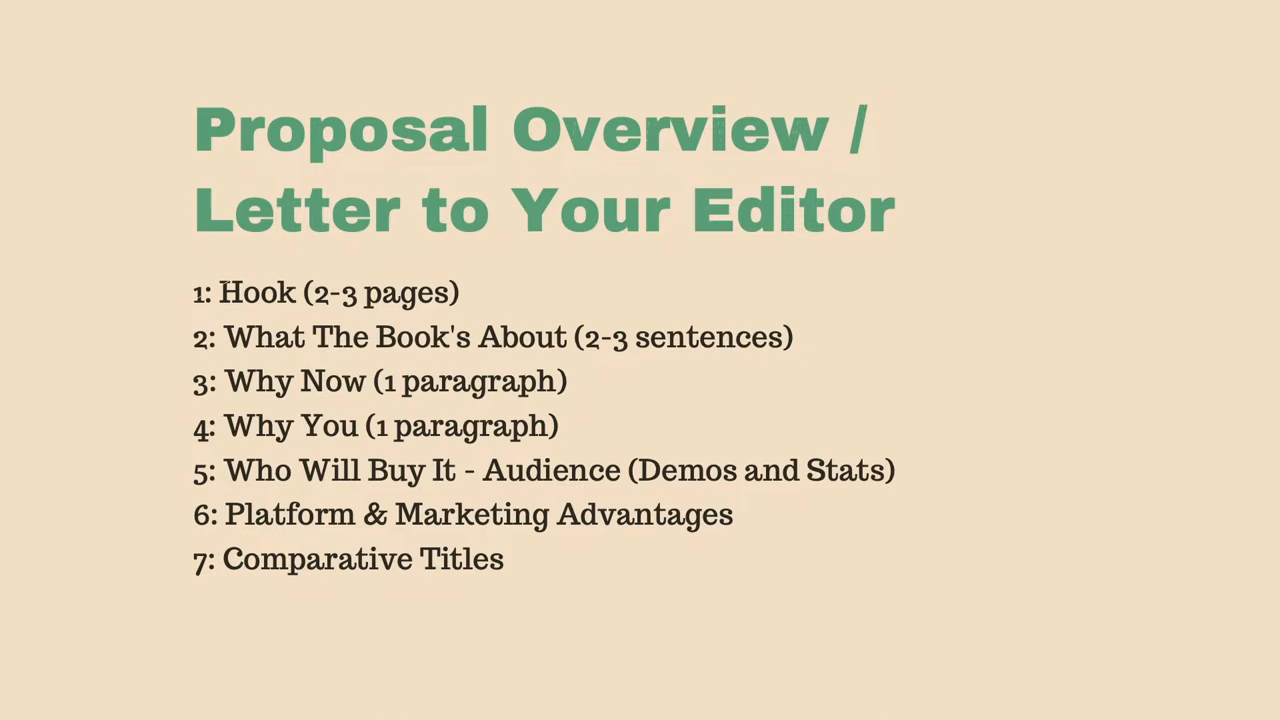 Proposal Overview /
Letter to Your Editor
1: Hook (2-3 pages)
2: What The Book's About (2-3 sentences)
3: Why Now (1 paragraph)
4: Why You (1 paragraph)
5: Who Will Buy It - Audience (Demos and Stats)
6: Platform & Marketing Advantages
7: Comparative Titles